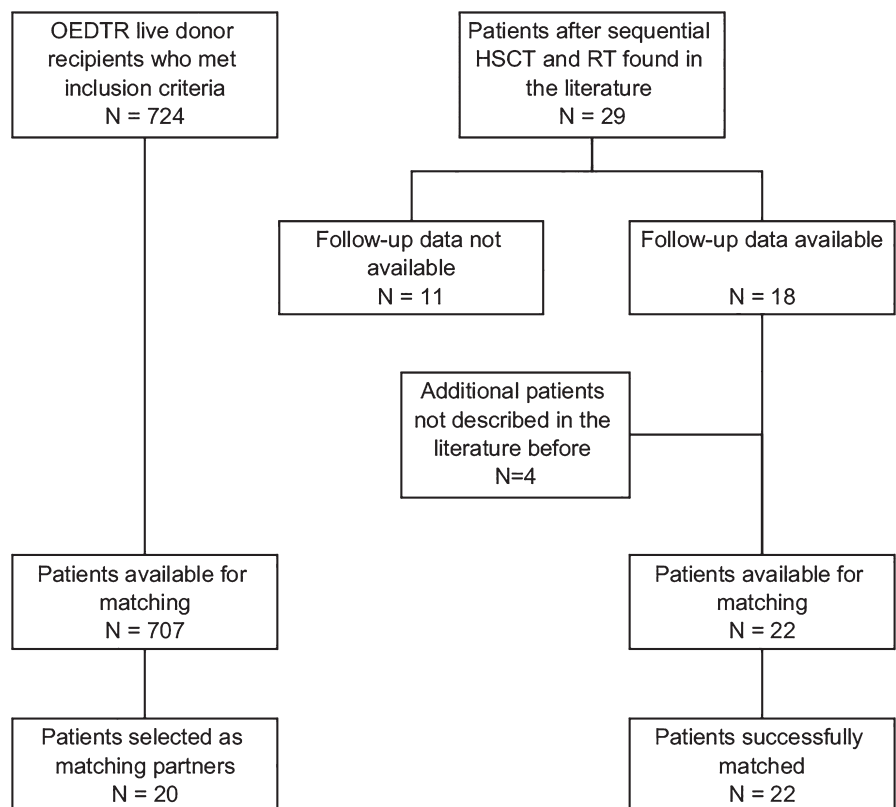 OEDTR live donor
recipients who met
inclusion criteria
N = 724
Patients after sequential
HSCT and RT found in
the literature
N = 29
Follow-up data not
available
N = 11
Follow-up data available
N = 18
Additional patients
not described in the
literature before
N=4
Patients available for
matching
N = 707
Patients available for
matching
N = 22
Patients selected as
matching partners
N = 20
Patients successfully
matched
N = 22